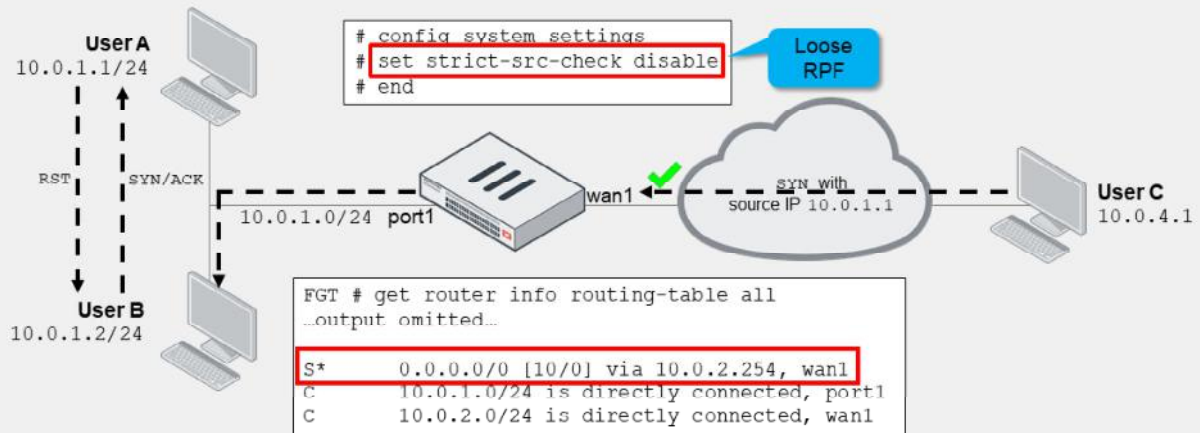 User A
10.0.1.1/24
# config system settings
# set strict-src-check disable
# end
Loose
RPF
RST
SYN/ACK
10.0.1.0/24 port1
wan1
SYN with
source IP 10.0.1.1
User C
10.0.4.1
User B
10.0.1.2/24
FGT # get router info routing-table all
…output omitted…
S* 0.0.0.0/0 [10/0] via 10.0.2.254, wan1
C 10.0.1.0/24 is directly connected, port1
C 10.0.2.0/24 is directly connected, wan1